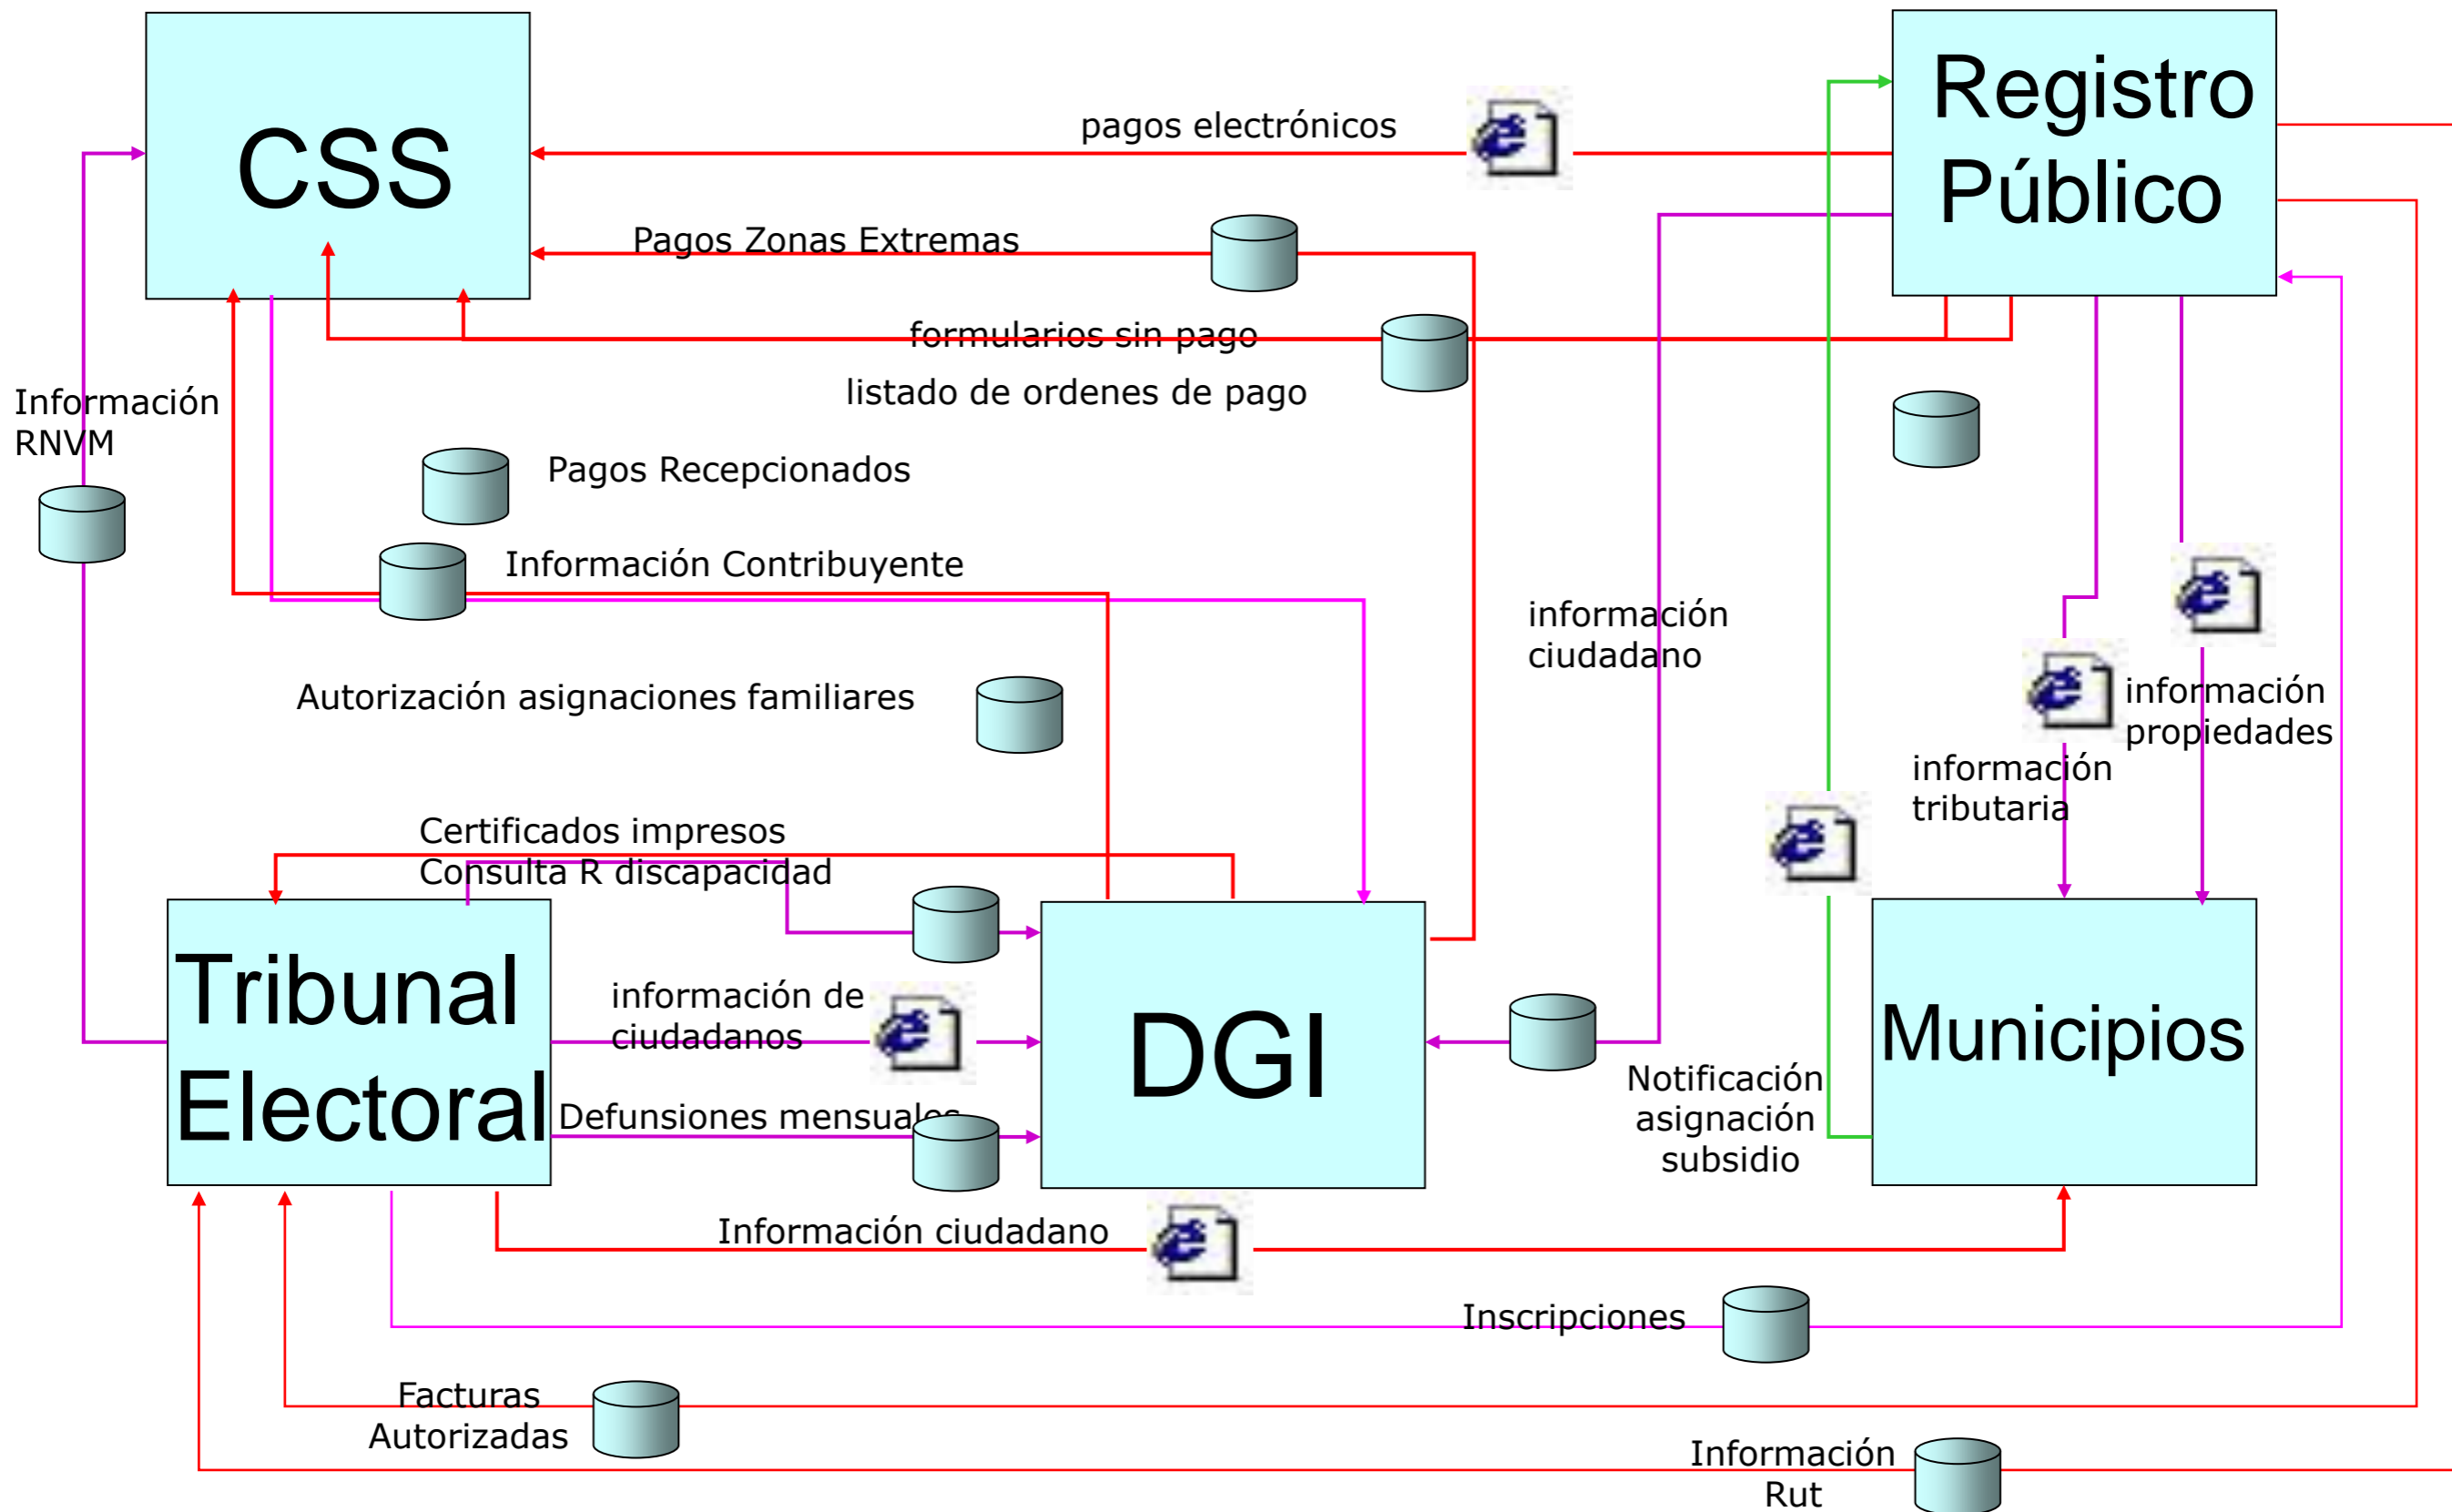 CSS
Registro
Público
pagos electrónicos
Pagos Zonas Extremas
formularios sin pago
listado de ordenes de pago
Información
RNVM
Pagos Recepcionados
Información Contribuyente
información
ciudadano
Autorización asignaciones familiares
información
propiedades
información
tributaria
Certificados impresos
Consulta R discapacidad
Tribunal
Electoral
información de
ciudadanos
Defunsiones mensuales
DGI
Municipios
Notificación
asignación
subsidio
Información ciudadano
Inscripciones
Facturas
Autorizadas
Información
Rut